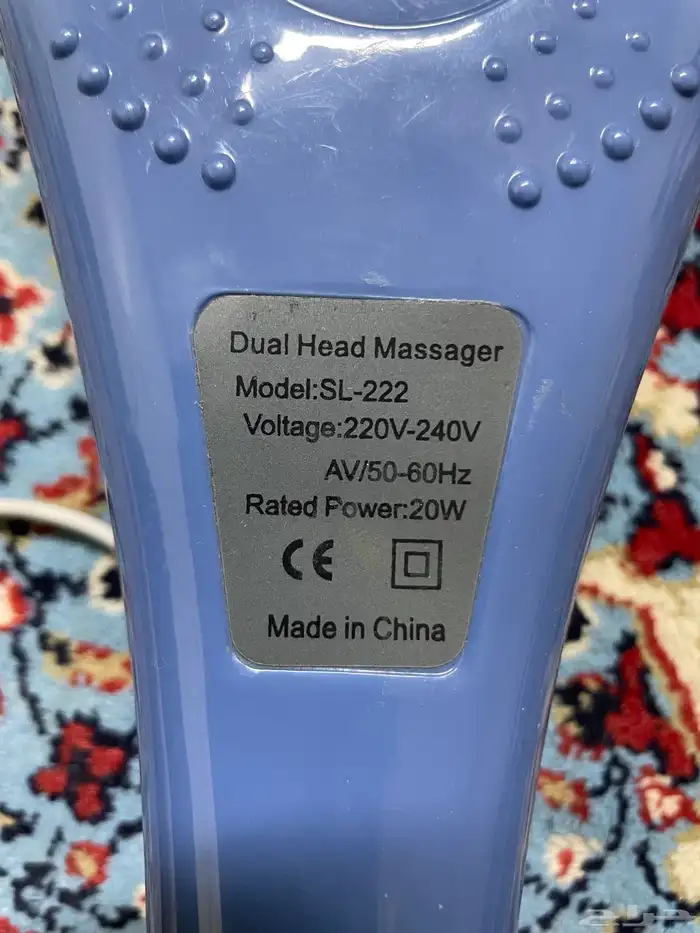 Dual Head Massager
Model:SL-222
Voltage:220V-240V
AV/50-60Hz
Rated Power:20W
CE
Made in China
حراج